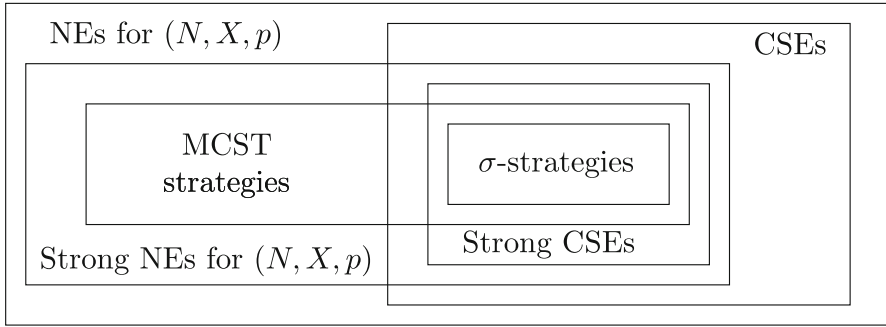 NEs for (N, X, p)
CSEs
MCST
strategies
σ-strategies
Strong CSEs
Strong NEs for (N, X, p)